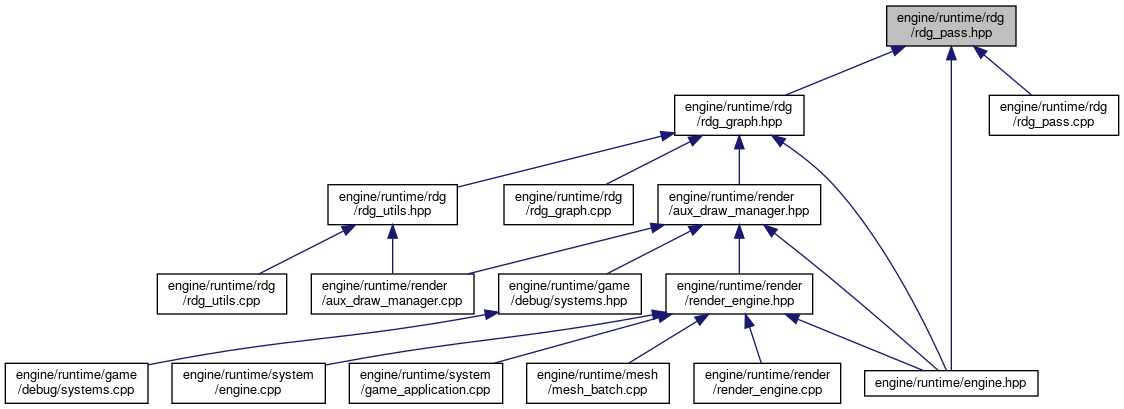 engine/runtime/rdg
/rdg_pass.hpp
engine/runtime/rdg
/rdg_graph.hpp
engine/runtime/rdg
/rdg_pass.cpp
engine/runtime/rdg
/rdg_utils.hpp
engine/runtime/rdg
/rdg_graph.cpp
engine/runtime/render
/aux_draw_manager.hpp
engine/runtime/rdg
/rdg_utils.cpp
engine/runtime/render
/aux_draw_manager.cpp
engine/runtime/game
/debug/systems.hpp
engine/runtime/render
/render_engine.hpp
engine/runtime/game
/debug/systems.cpp
engine/runtime/system
/engine.cpp
engine/runtime/system
/game_application.cpp
engine/runtime/mesh
/mesh_batch.cpp
engine/runtime/render
/render_engine.cpp
engine/runtime/engine.hpp